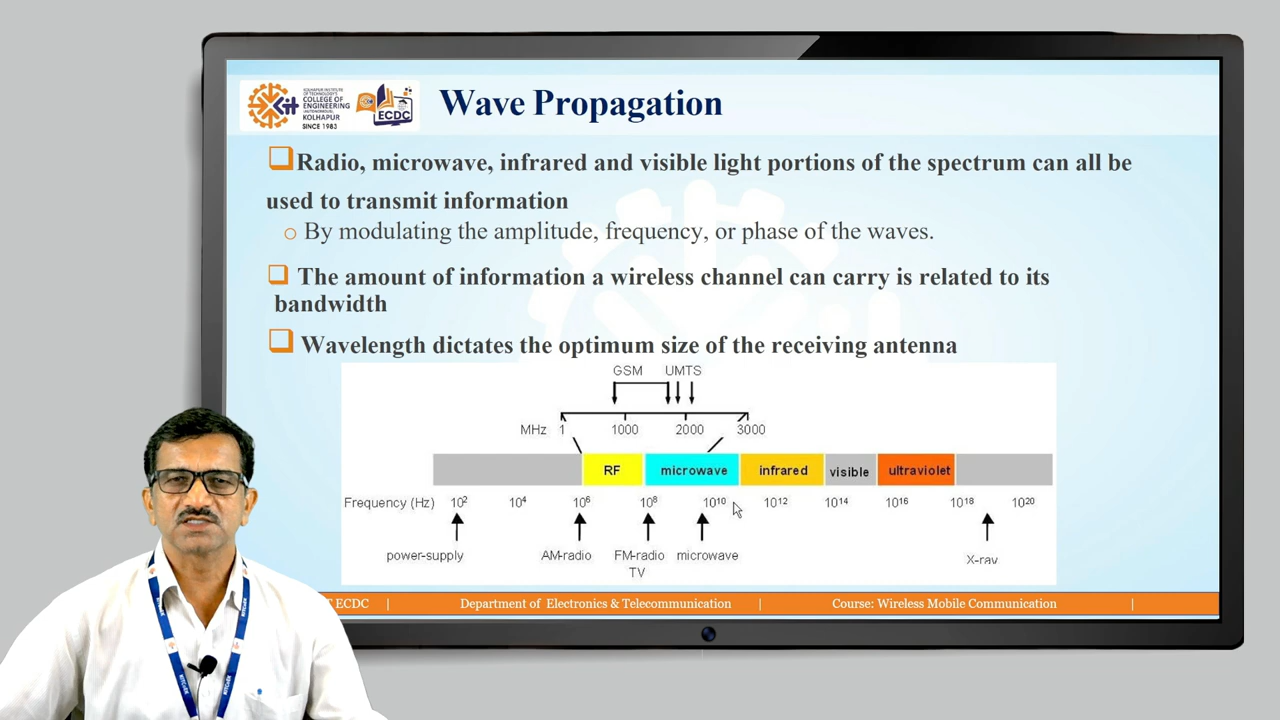 KOLHAPUR INSTITUTE
OF TECHNOLOGY'S
COLLEGE OF
ENGINEERING
(AUTONOMOUS),
KOLHAPUR
SINCE 1983
ECDC
Wave Propagation
Radio, microwave, infrared and visible light portions of the spectrum can all be
used to transmit information
By modulating the amplitude, frequency, or phase of the waves.
The amount of information a wireless channel can carry is related to its
bandwidth
Wavelength dictates the optimum size of the receiving antenna
GSM UMTS
MHz 1 1000 2000 3000
RF microwave infrared visible ultraviolet
Frequency (Hz) 10² 10⁴ 10⁶ 10⁸ 10¹⁰ 10¹² 10¹⁴ 10¹⁶ 10¹⁸ 10²⁰
power-supply AM-radio FM-radio microwave X-ray
TV
ECDC | Department of Electronics & Telecommunication | Course: Wireless Mobile Communication |